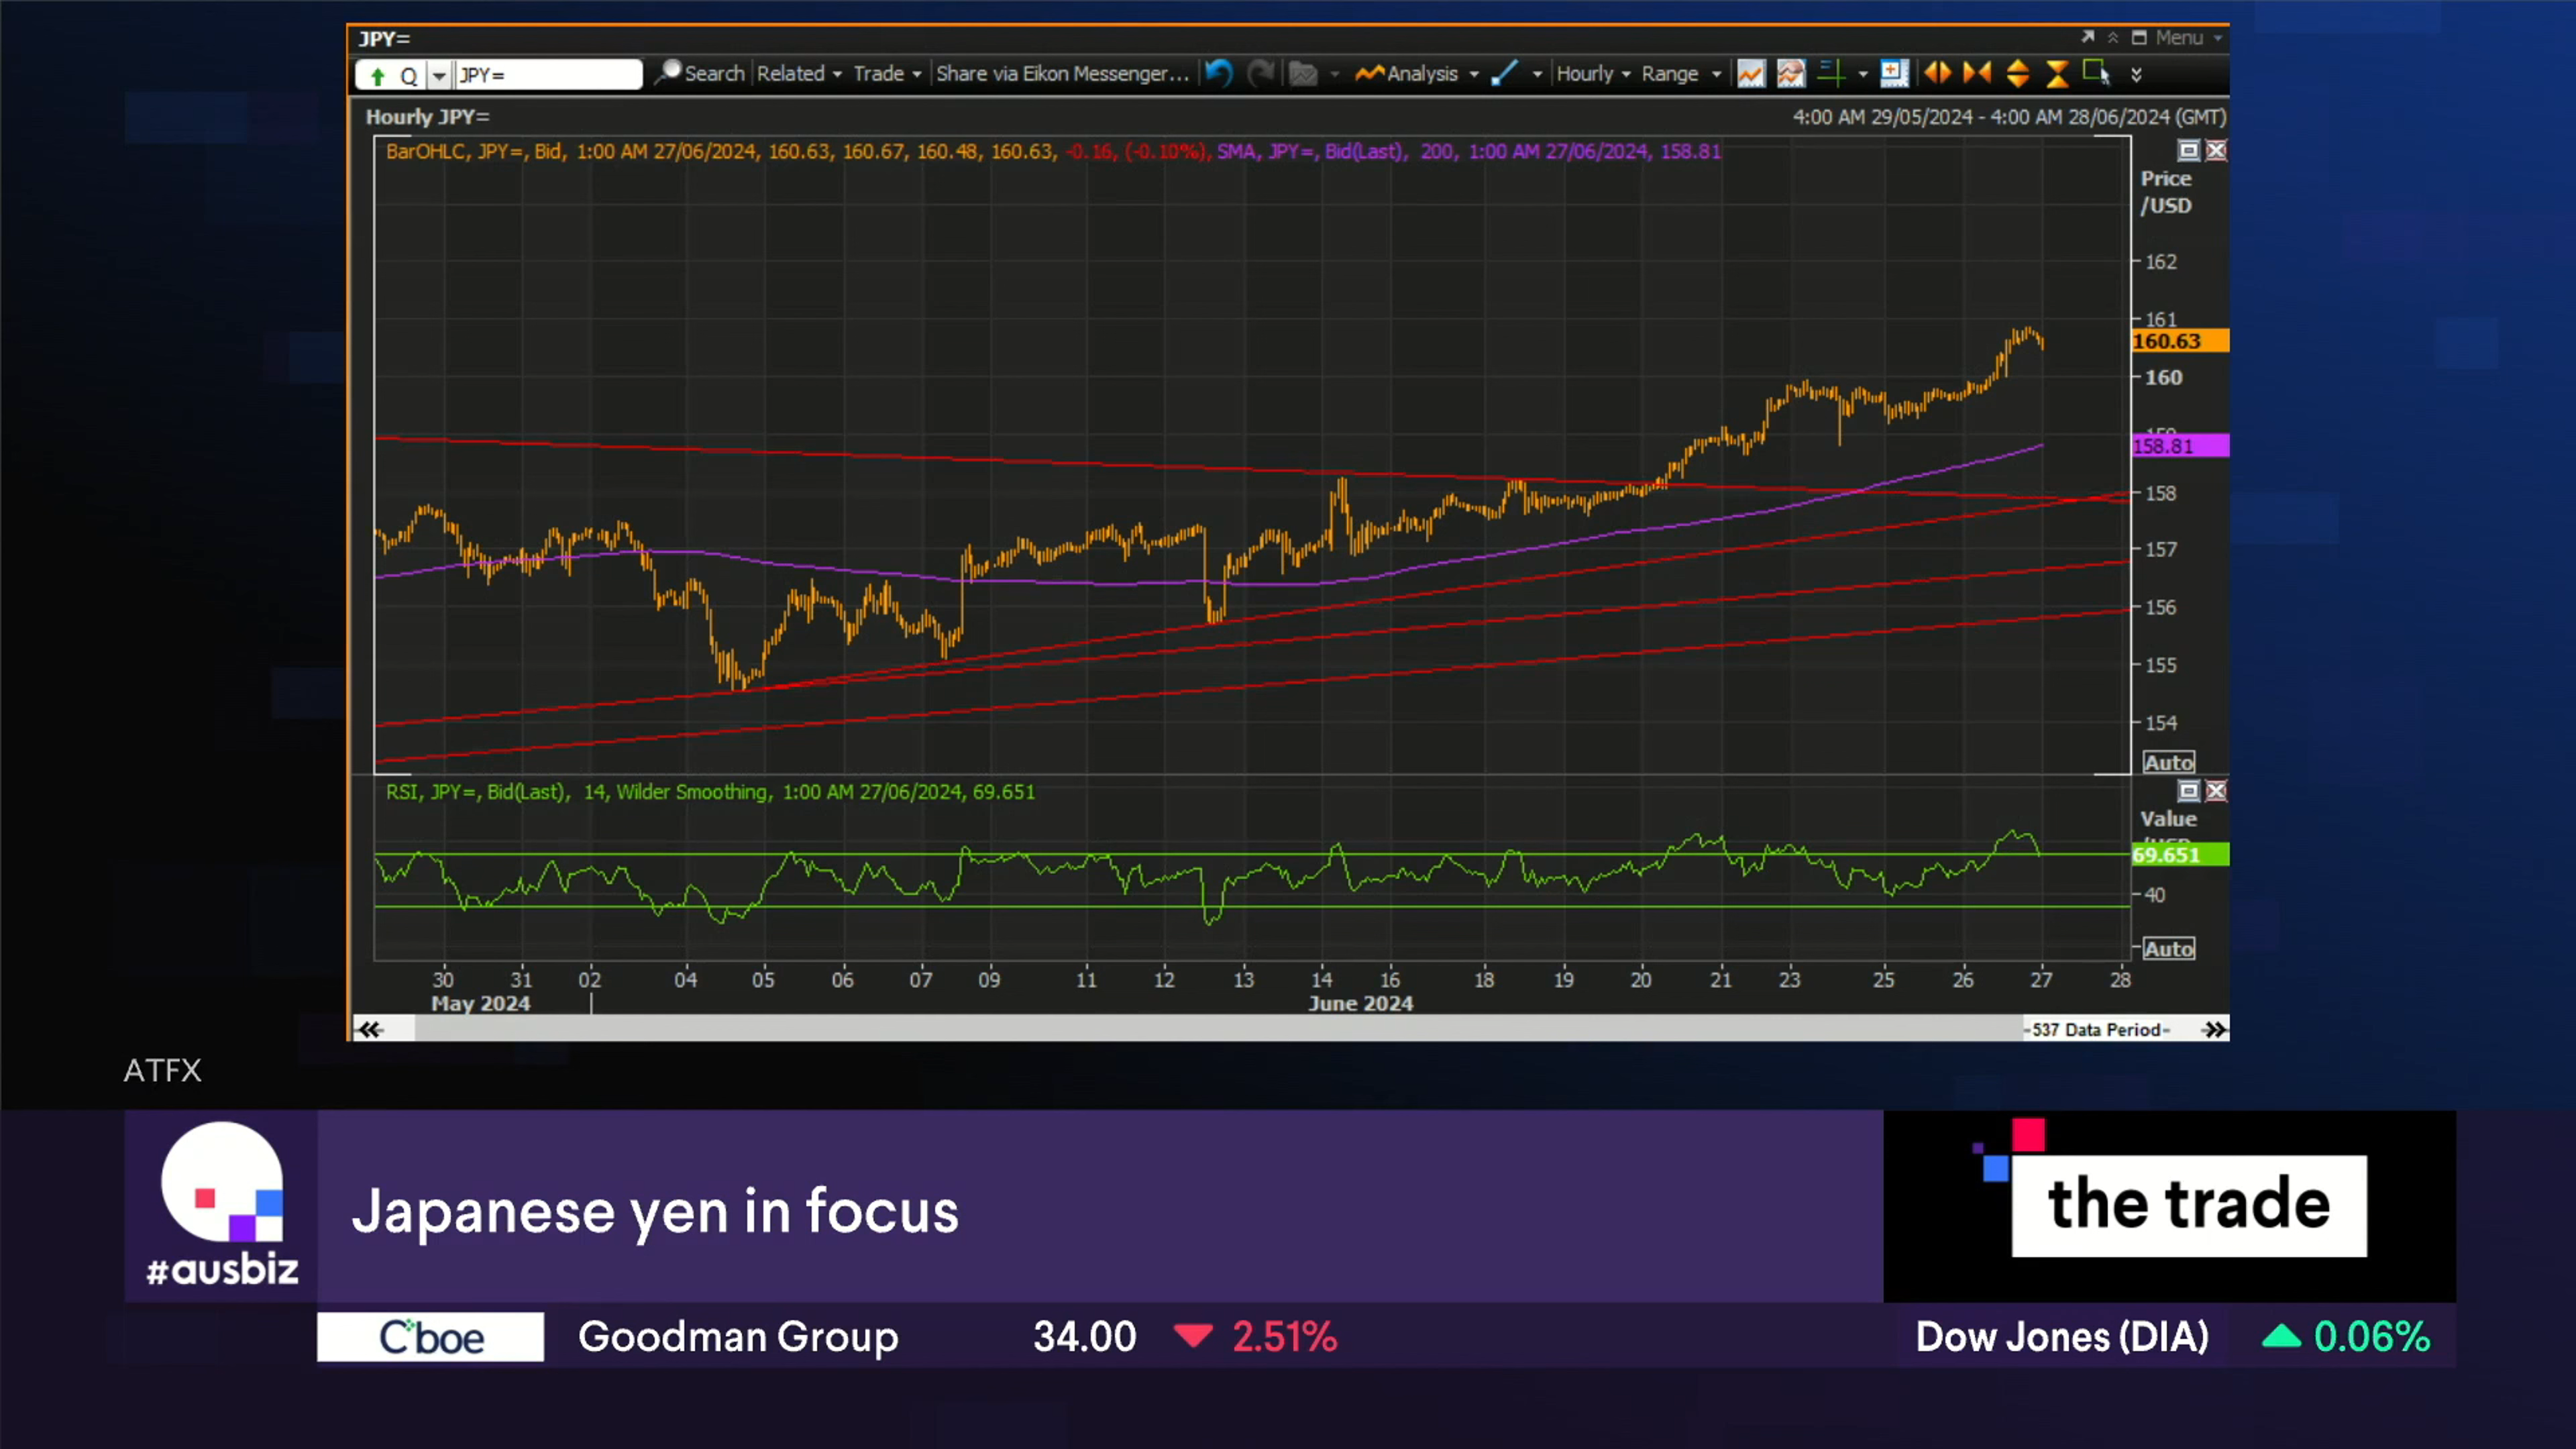 JPY=
Menu
Q JPY= Search Related Trade Share via Eikon Messenger... Analysis Hourly Range
Hourly JPY= 4:00 AM 29/05/2024 - 4:00 AM 28/06/2024 (GMT)
BarOHLC, JPY=, Bid, 1:00 AM 27/06/2024, 160.63, 160.67, 160.48, 160.63, -0.16, (-0.10%), SMA, JPY=, Bid(Last), 200, 1:00 AM 27/06/2024, 158.81
Price
/USD
162
161
160.63
160
158.81
158
157
156
155
154
Auto
RSI, JPY=, Bid(Last), 14, Wilder Smoothing, 1:00 AM 27/06/2024, 69.651
Value
69.651
40
Auto
30 31 02 04 05 06 07 09 11 12 13 14 16 18 19 20 21 23 25 26 27 28
May 2024 June 2024
537 Data Period
ATFX
#ausbiz
Japanese yen in focus
the trade
Cboe Goodman Group 34.00 2.51% Dow Jones (DIA) 0.06%